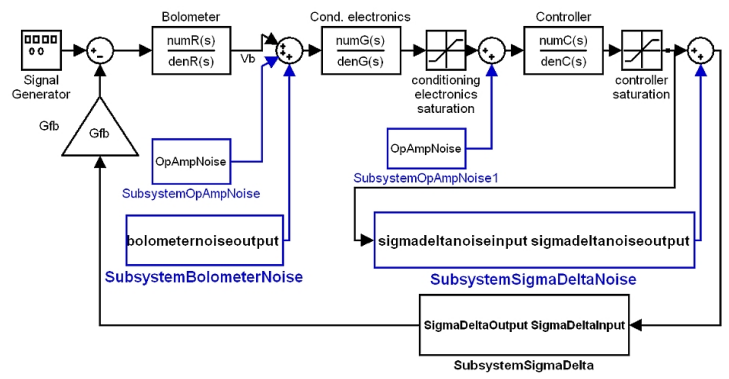 Bolometer
Cond. electronics
Controller
numR(s)
denR(s)
Vb
numG(s)
denG(s)
numC(s)
denC(s)
Signal
Generator
conditioning
electronics
saturation
controller
saturation
Gfb
Gfb
OpAmpNoise
SubsystemOpAmpNoise
OpAmpNoise
SubsystemOpAmpNoise1
bolometernoiseoutput
SubsystemBolometerNoise
sigmadeltanoiseinput sigmadeltanoiseoutput
SubsystemSigmaDeltaNoise
SigmaDeltaOutput SigmaDeltaInput
SubsystemSigmaDelta